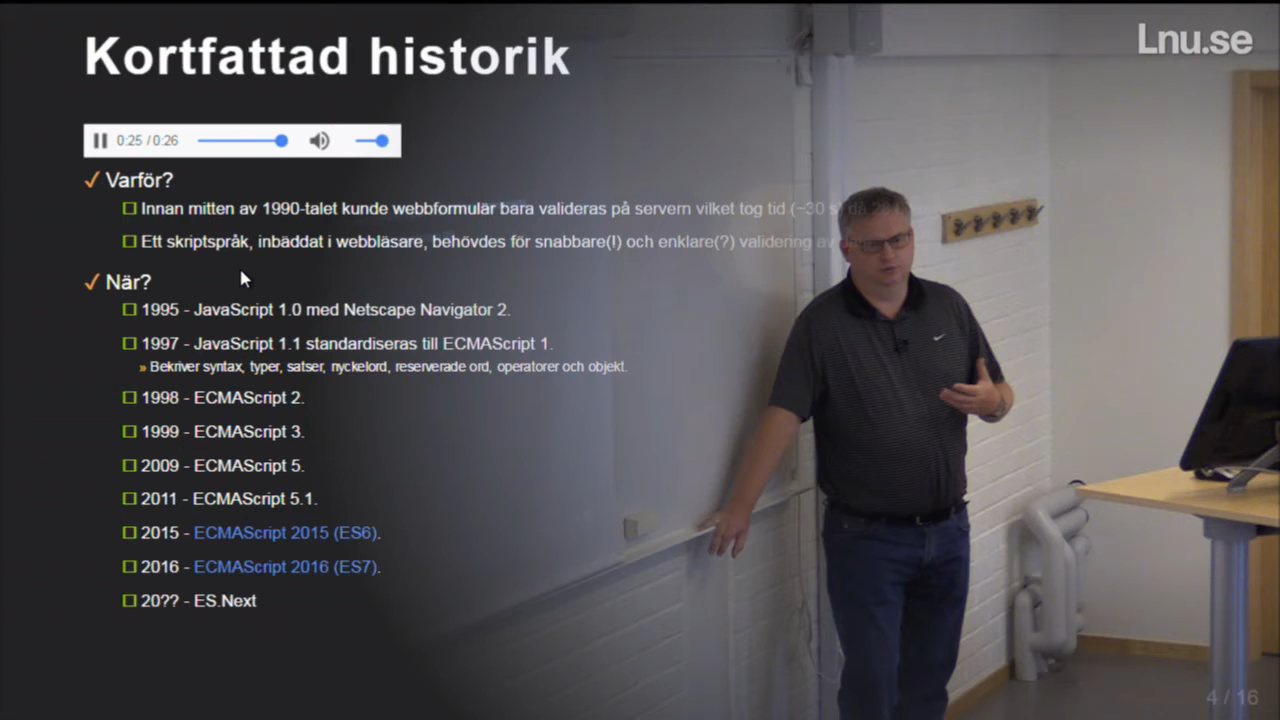 Kortfattad historik
Lnu.se
0:25 / 0:26
Varför?
Innan mitten av 1990-talet kunde webbformulär bara valideras på servern vilket tog tid (~30 s) då
Ett skriptspråk, inbäddat i webbläsare, behövdes för snabbare(!) och enklare(?) validering av
När?
1995 - JavaScript 1.0 med Netscape Navigator 2.
1997 - JavaScript 1.1 standardiseras till ECMAScript 1.
» Bekriver syntax, typer, satser, nyckelord, reserverade ord, operatorer och objekt.
1998 - ECMAScript 2.
1999 - ECMAScript 3.
2009 - ECMAScript 5.
2011 - ECMAScript 5.1.
2015 - ECMAScript 2015 (ES6).
2016 - ECMAScript 2016 (ES7).
20?? - ES.Next
4 / 16